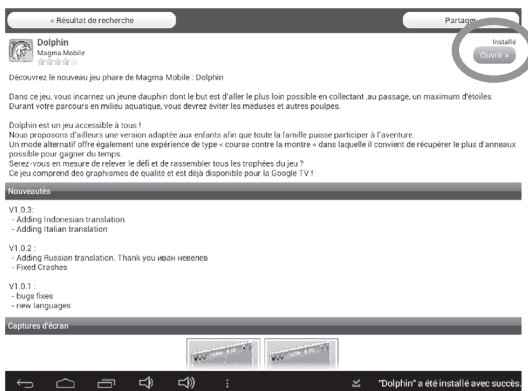 « Résultat de recherche
Partager
Dolphin
Magma Mobile
Installé
Ouvrir »
Découvrez le nouveau jeu phare de Magma Mobile : Dolphin
Dans ce jeu, vous incarnez un jeune dauphin dont le but est d'aller le plus loin possible en collectant ,au passage, un maximum d'étoiles.
Durant votre parcours en milieu aquatique, vous devrez éviter les méduses et autres poulpes.
Dolphin est un jeu accessible à tous !
Nous proposons d'ailleurs une version adaptée aux enfants afin que toute la famille puisse participer à l'aventure.
Un mode alternatif offre également une expérience de type « course contre la montre » dans laquelle il convient de récupérer le plus d'anneaux
possible pour gagner du temps.
Serez-vous en mesure de relever le défi et de rassembler tous les trophées du jeu ?
Ce jeu comprend des graphismes de qualité et est déjà disponible pour la Google TV !
Nouveautés
V1.0.3:
- Adding Indonesian translation
- Adding Italian translation
V1.0.2 :
- Adding Russian translation. Thank you иван невелев
- Fixed Crashes
V1.0.1 :
- bugs fixes
- new languages
Captures d'écran
"Dolphin" a été installé avec succès.